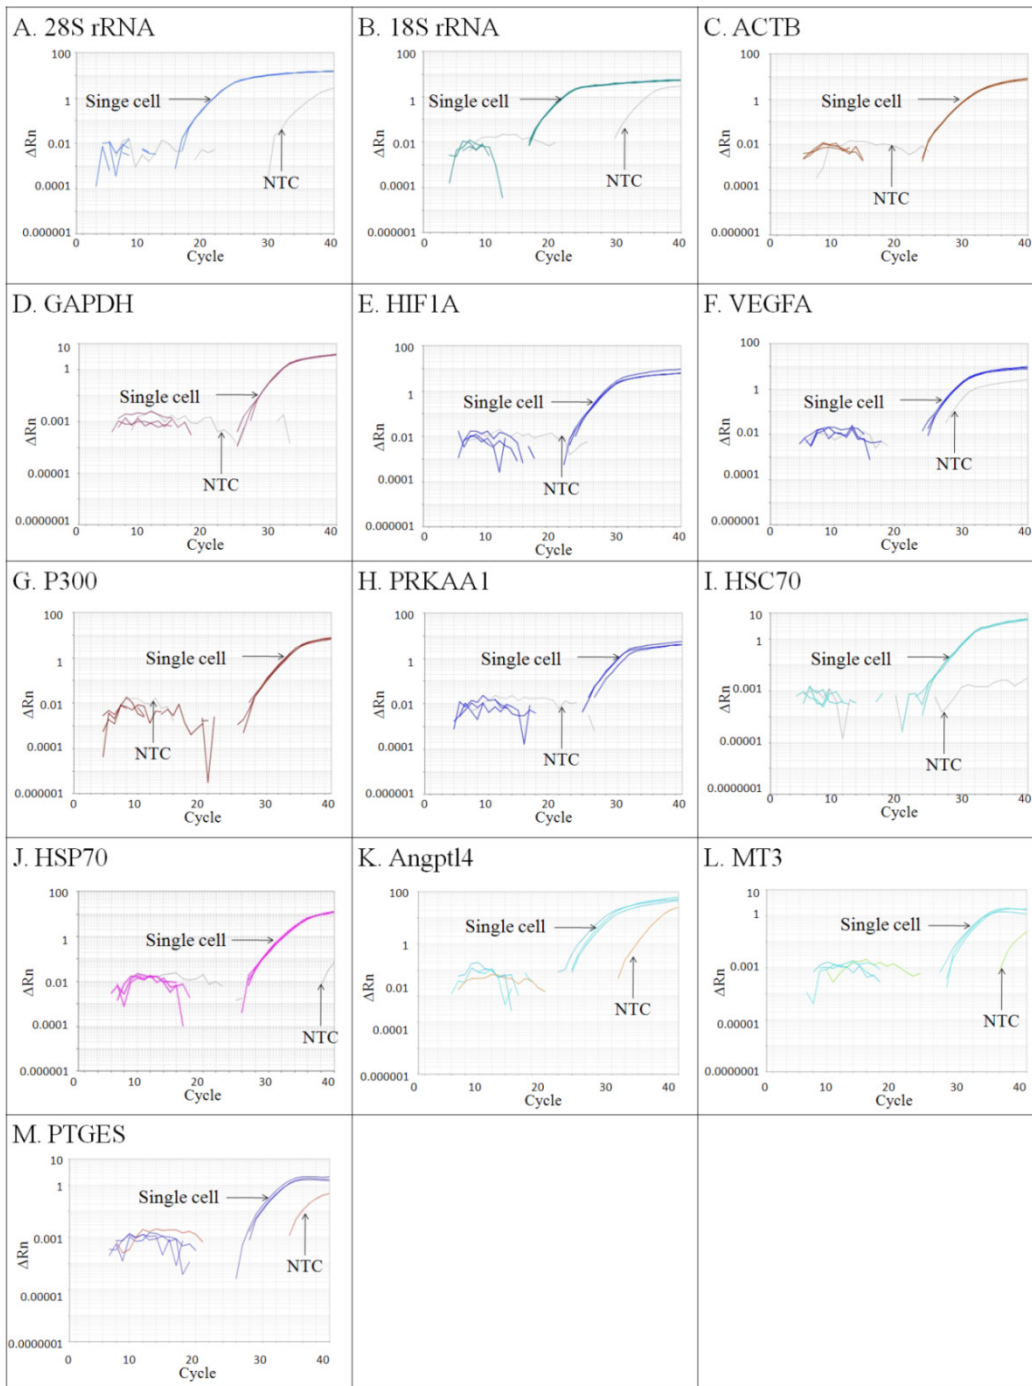 A. 28S rRNA
100
1
0.01
0.0001
0.000001
ΔRn
Singe cell
NTC
0 10 20 30 40
Cycle
B. 18S rRNA
100
1
0.01
0.0001
0.000001
ΔRn
Single cell
NTC
0 10 20 30 40
Cycle
C. ACTB
100
1
0.01
0.0001
0.000001
ΔRn
Single cell
NTC
0 10 20 30 40
Cycle
D. GAPDH
10
1
0.001
0.00001
0.0000001
ΔRn
Single cell
NTC
0 10 20 30 40
Cycle
E. HIF1A
100
1
0.01
0.0001
0.000001
ΔRn
Single cell
NTC
0 10 20 30 40
Cycle
F. VEGFA
100
1
0.01
0.0001
0.000001
ΔRn
Single cell
NTC
0 10 20 30 40
Cycle
G. P300
100
1
0.01
0.0001
0.000001
ΔRn
Single cell
NTC
0 10 20 30 40
Cycle
H. PRKAA1
100
1
0.01
0.0001
0.000001
ΔRn
Single cell
NTC
0 10 20 30 40
Cycle
I. HSC70
10
1
0.001
0.00001
0.0000001
ΔRn
Single cell
NTC
0 10 20 30 40
Cycle
J. HSP70
100
1
0.01
0.0001
0.000001
ΔRn
Single cell
NTC
0 10 20 30 40
Cycle
K. Angptl4
100
1
0.01
0.0001
0.000001
ΔRn
Single cell
NTC
0 10 20 30 40
Cycle
L. MT3
10
1
0.001
0.00001
0.0000001
ΔRn
Single cell
NTC
0 10 20 30 40
Cycle
M. PTGES
10
1
0.001
0.00001
0.0000001
ΔRn
Single cell
NTC
0 10 20 30 40
Cycle